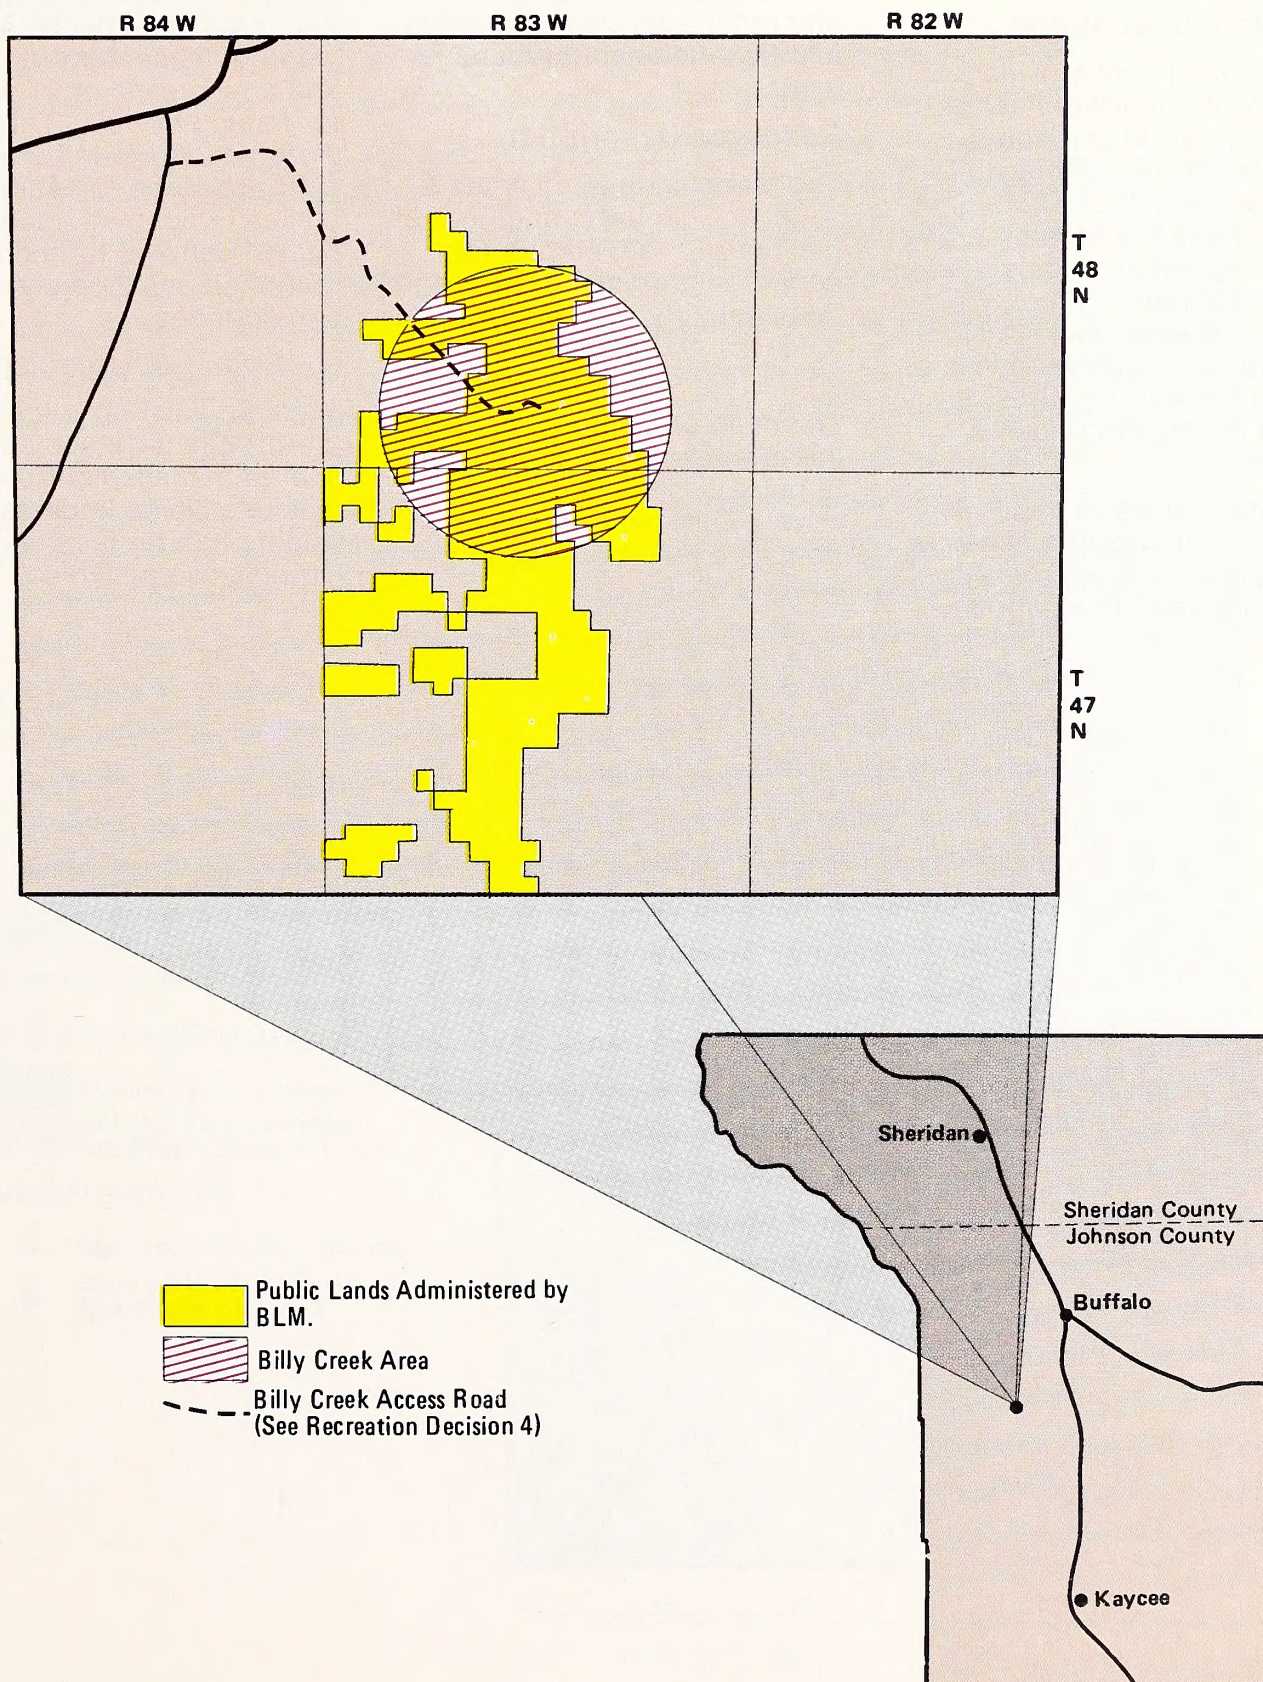 R 84 W
R 83 W
R 82 W
T
48
N
T
47
N
Sheridan
Sheridan County
Johnson County
Buffalo
Kaycee
Public Lands Administered by
BLM.
Billy Creek Area
Billy Creek Access Road
(See Recreation Decision 4)